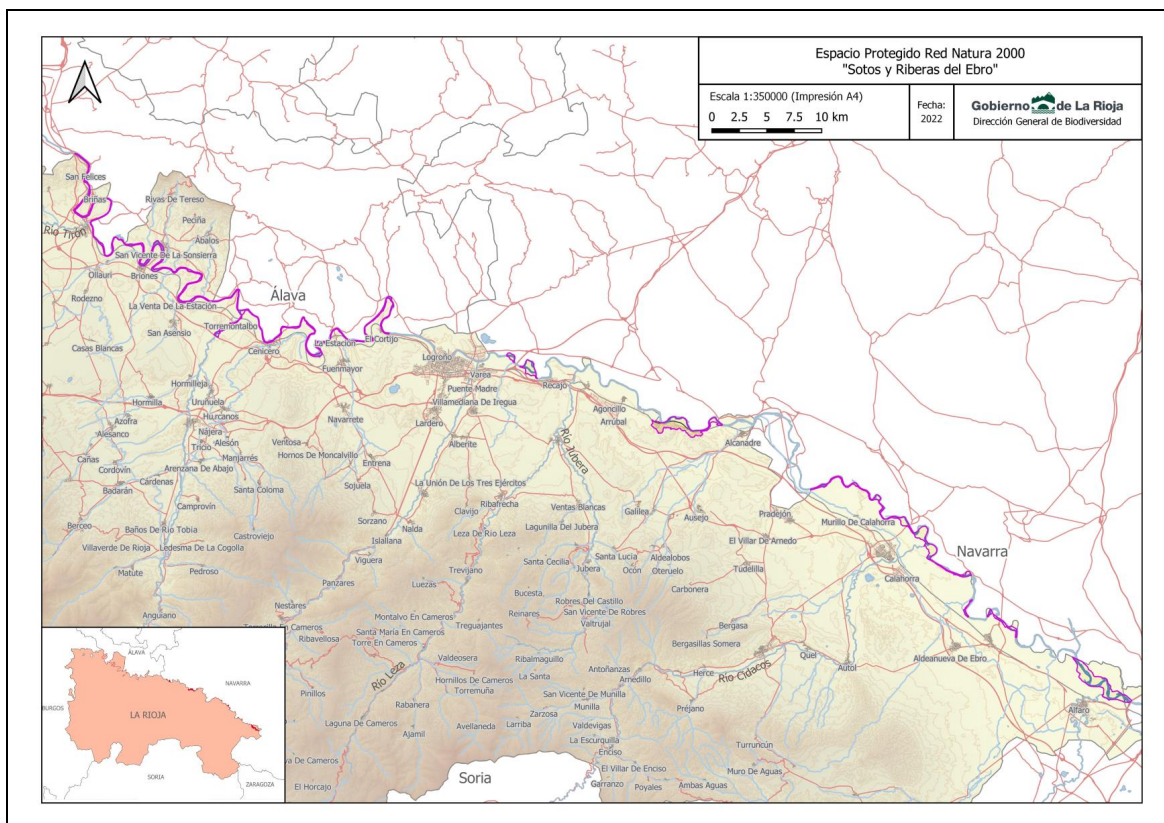 Espacio Protegido Red Natura 2000
"Sotos y Riberas del Ebro"
Escala 1:350000 (Impresión A4)
0 2.5 5 7.5 10 km
Fecha:
2022
Gobierno de La Rioja
Dirección General de Biodiversidad
San Felices
Briñas
Rivas De Tereso
Peciña
Río Tirón
Ábalos
San Vicente De La Sonsierra
Ollauri
Briones
Rodezno
La Venta De La Estación
Álava
San Asensio
Torremontalbo
Casas Blancas
Cenicero
La Estación
El Cortijo
Fuenmayor
Logroño
Varea
Recajo
Puente Madre
Hormilleja
Hormilla
Uruñuela
Villamediana De Iregua
Agoncillo
Arrúbal
Azofra
Huércanos
Navarrete
Lardero
Alesanco
Nájera
Alesón
Ventosa
Alberite
Alcanadre
Tricio
Río Jubera
Cañas
Manjarrés
Hornos De Moncalvillo
Entrena
Cordovín
Arenzana De Abajo
Cárdenas
Badarán
Santa Coloma
Sojuela
La Unión De Los Tres Ejércitos
Camprovín
Ribafrecha
Berceo
Baños De Río Tobia
Sorzano
Clavijo
Ventas Blancas
Galilea
Ausejo
Pradejón
Murillo De Calahorra
Castroviejo
Nalda
Lagunilla Del Jubera
Villaverde De Rioja
Ledesma De La Cogolla
Islallana
Leza De Río Leza
El Villar De Arnedo
Navarra
Viguera
Santa Lucia
Aldealobos
Matute
Pedroso
Trevijano
Santa Cecilia
Jubera
Ocón
Oteruelo
Tudelilla
Calahorra
Panzares
Luezas
Bucesta
Carbonera
Anguiano
Nestares
Robres Del Castillo
Montalvo En Cameros
Reinares
San Vicente De Robres
Treguajantes
Valtrujal
Bergasa
Ribavellosa
Santa María En Cameros
Torre En Cameros
Bergasillas Somera
Valdeosera
Ribalmaguillo
Antoñanzas
Quel
Autol
Aldeanueva De Ebro
Río Leza
Hornillos De Cameros
La Santa
Arnedillo
Herce
Río Cidacos
Pinillos
Torremuña
San Vicente De Munilla
Rabanera
Munilla
Préjano
Zarzosa
Alfaro
Laguna De Cameros
Avellaneda
Larriba
Valdevigas
Ajamil
La Escurquilla
Enciso
Turruncún
El Villar De Enciso
Muro De Aguas
El Horcajo
Soria
Garranzo
Poyales
Ambas Aguas
ÁLAVA
NAVARRA
BURGOS
LA RIOJA
SORIA
ZARAGOZA